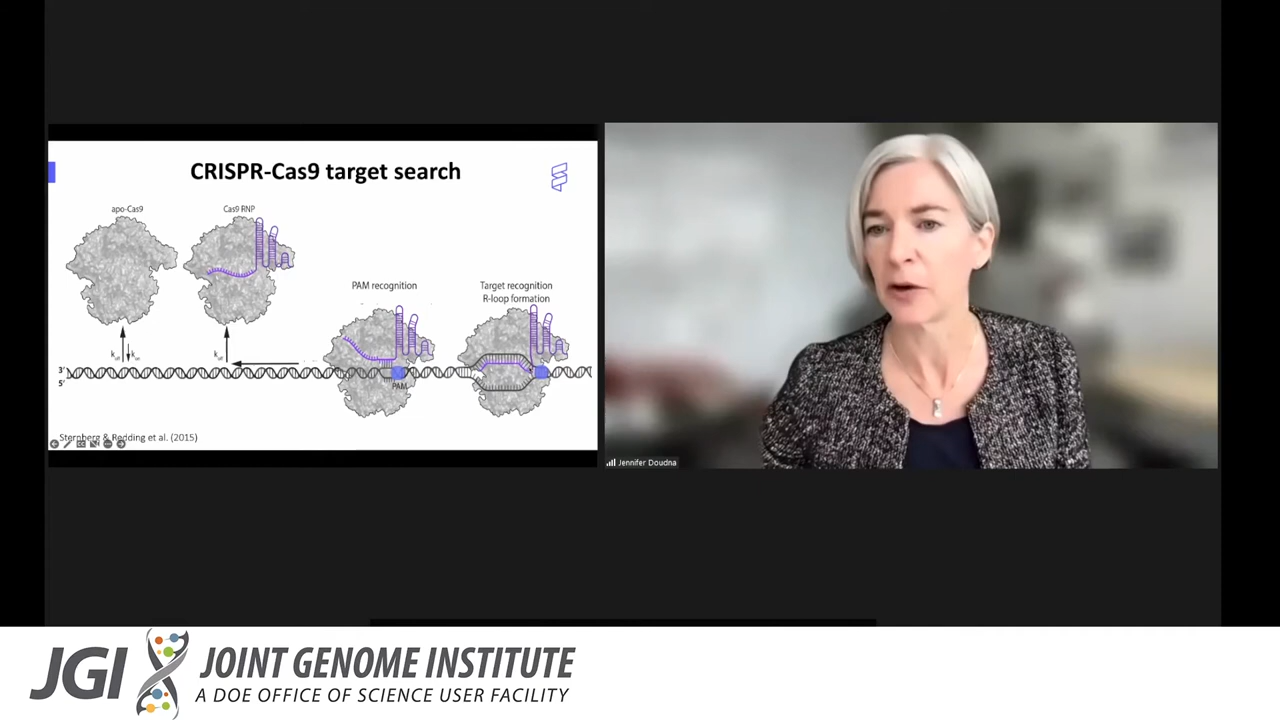 CRISPR-Cas9 target search
apo-Cas9
Cas9 RNP
PAM recognition
Target recognition
R-loop formation
3'
5'
PAM
Sternberg & Redding et al. (2015)
Jennifer Doudna
JGI JOINT GENOME INSTITUTE
A DOE OFFICE OF SCIENCE USER FACILITY